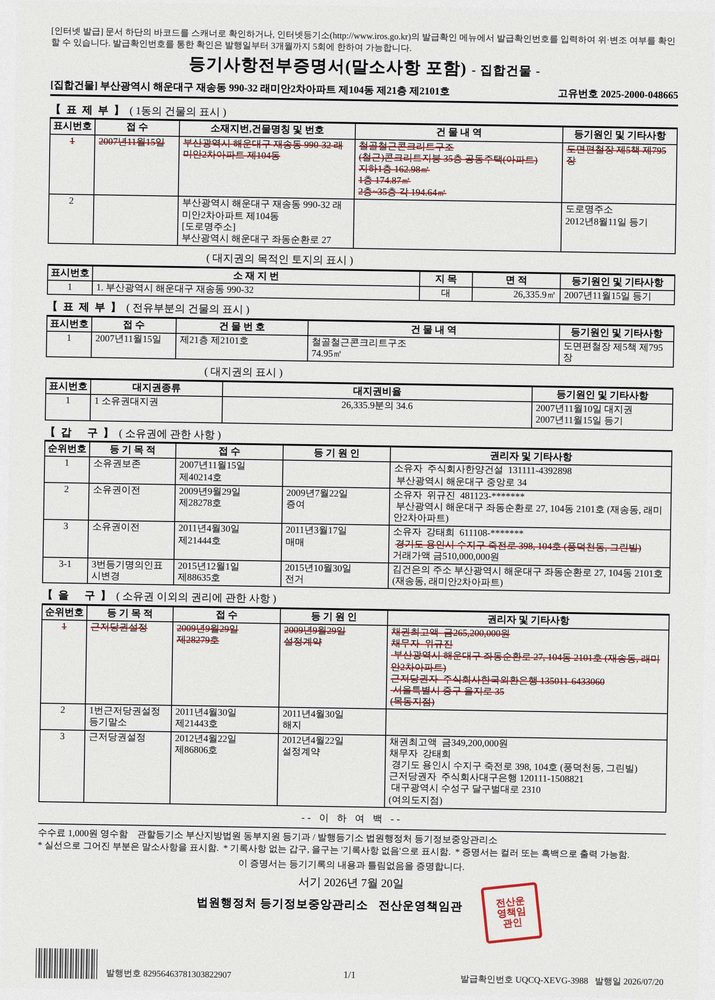 [인터넷 발급] 문서 하단의 바코드를 스캐너로 확인하거나, 인터넷등기소(http://www.iros.go.kr)의 발급확인 메뉴에서 발급확인번호를 입력하여 위·변조 여부를 확인
할 수 있습니다. 발급확인번호를 통한 확인은 발행일부터 3개월까지 5회에 한하여 가능합니다.
등기사항전부증명서(말소사항 포함) - 집합건물 -
[집합건물] 부산광역시 해운대구 재송동 990-32 래미안2차아파트 제104동 제21층 제2101호 고유번호 2025-2000-048665
【 표 제 부 】 ( 1동의 건물의 표시 )
표시번호 접 수 소재지번,건물명칭 및 번호 건 물 내 역 등기원인 및 기타사항
1 2007년11월15일 부산광역시 해운대구 재송동 990-32 래 철골철근콘크리트구조 도면편철장 제5책 제795
미안2차아파트 제104동 (철근)콘크리트지붕 35층 공동주택(아파트) 장
지하1층 162.98㎡
1층 174.87㎡
2층~35층 각 194.64㎡
2 부산광역시 해운대구 재송동 990-32 래 도로명주소
미안2차아파트 제104동 2012년8월11일 등기
[도로명주소]
부산광역시 해운대구 좌동순환로 27
( 대지권의 목적인 토지의 표시 )
표시번호 소 재 지 번 지 목 면 적 등기원인 및 기타사항
1 1. 부산광역시 해운대구 재송동 990-32 대 26,335.9㎡ 2007년11월15일 등기
【 표 제 부 】 ( 전유부분의 건물의 표시 )
표시번호 접 수 건 물 번 호 건 물 내 역 등기원인 및 기타사항
1 2007년11월15일 제21층 제2101호 철골철근콘크리트구조 도면편철장 제5책 제795
74.95㎡ 장
( 대지권의 표시 )
표시번호 대지권종류 대지권비율 등기원인 및 기타사항
1 1 소유권대지권 26,335.9분의 34.6 2007년11월10일 대지권
2007년11월15일 등기
【 갑 구 】 ( 소유권에 관한 사항 )
순위번호 등 기 목 적 접 수 등 기 원 인 권리자 및 기타사항
1 소유권보존 2007년11월15일 소유자 주식회사한양건설 131111-4392898
제40214호 부산광역시 해운대구 중앙로 34
2 소유권이전 2009년9월29일 2009년7월22일 소유자 위규진 481123-*******
제28278호 증여 부산광역시 해운대구 좌동순환로 27, 104동 2101호 (재송동, 래미
안2차아파트)
3 소유권이전 2011년4월30일 2011년3월17일 소유자 강태희 611108-*******
제21444호 매매 경기도 용인시 수지구 죽전로 398, 104호 (풍덕천동, 그린빌)
거래가액 금510,000,000원
3-1 3번등기명의인표 2015년12월1일 2015년10월30일 김건은의 주소 부산광역시 해운대구 좌동순환로 27, 104동 2101호
시변경 제88635호 전거 (재송동, 래미안2차아파트)
【 을 구 】 ( 소유권 이외의 권리에 관한 사항 )
순위번호 등 기 목 적 접 수 등 기 원 인 권리자 및 기타사항
1 근저당권설정 2009년9월29일 2009년9월29일 채권최고액 금265,200,000원
제28279호 설정계약 채무자 위규진
부산광역시 해운대구 좌동순환로 27, 104동 2101호 (재송동, 래미
안2차아파트)
근저당권자 주식회사한국외환은행 135011-6433060
서울특별시 중구 을지로 35
(목동지점)
2 1번근저당권설정 2011년4월30일 2011년4월30일
등기말소 제21443호 해지
3 근저당권설정 2012년4월22일 2012년4월22일 채권최고액 금349,200,000원
제86806호 설정계약 채무자 강태희
경기도 용인시 수지구 죽전로 398, 104호 (풍덕천동, 그린빌)
근저당권자 주식회사대구은행 120111-1508821
대구광역시 수성구 달구벌대로 2310
(여의도지점)
-- 이 하 여 백 --
수수료 1,000원 영수함 관할등기소 부산지방법원 동부지원 등기과 / 발행등기소 법원행정처 등기정보중앙관리소
* 실선으로 그어진 부분은 말소사항을 표시함. * 기록사항 없는 갑구, 을구는 '기록사항 없음'으로 표시함. * 증명서는 컬러 또는 흑백으로 출력 가능함.
이 증명서는 등기기록의 내용과 틀림없음을 증명합니다.
서기 2026년 7월 20일
법원행정처 등기정보중앙관리소 전산운영책임관
전산운
영책임
관인
발행번호 82956463781303822907 1/1 발급확인번호 UQCQ-XEVG-3988 발행일 2026/07/20